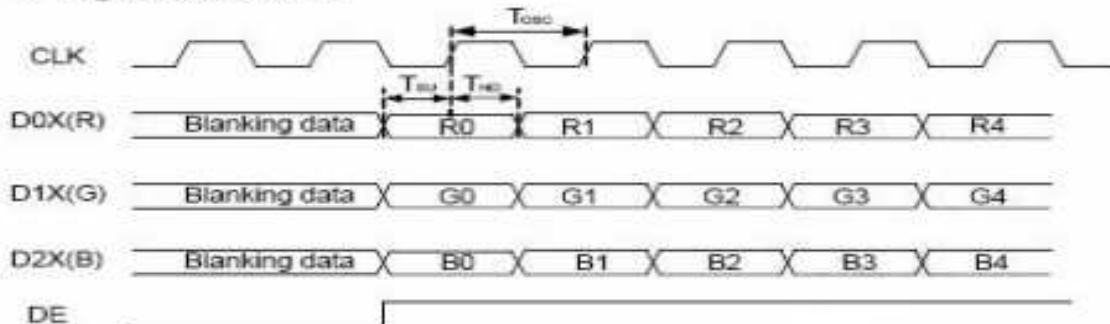 Tosc
CLK
Tsu THD
D0X(R) Blanking data R0 R1 R2 R3 R4
D1X(G) Blanking data G0 G1 G2 G3 G4
D2X(B) Blanking data B0 B1 B2 B3 B4
DE